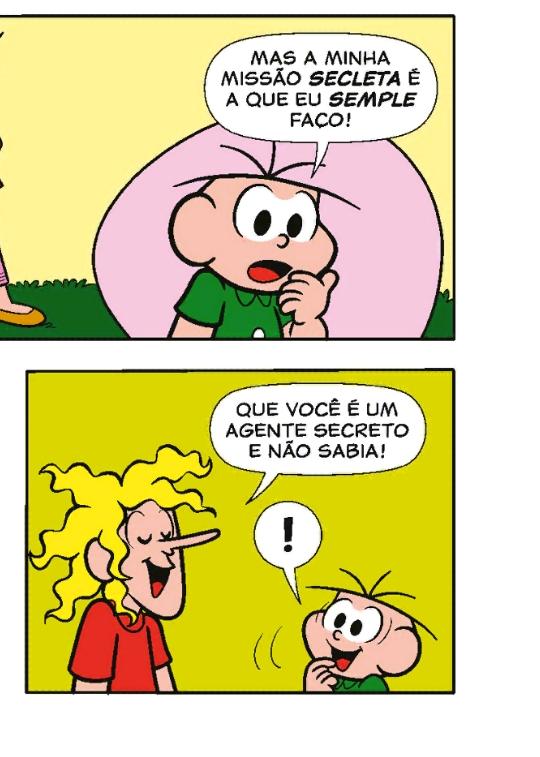 MAS A MINHA
MISSÃO SECLETA É
A QUE EU SEMPLE
FAÇO!
QUE VOCÊ É UM
AGENTE SECRETO
E NÃO SABIA!
!